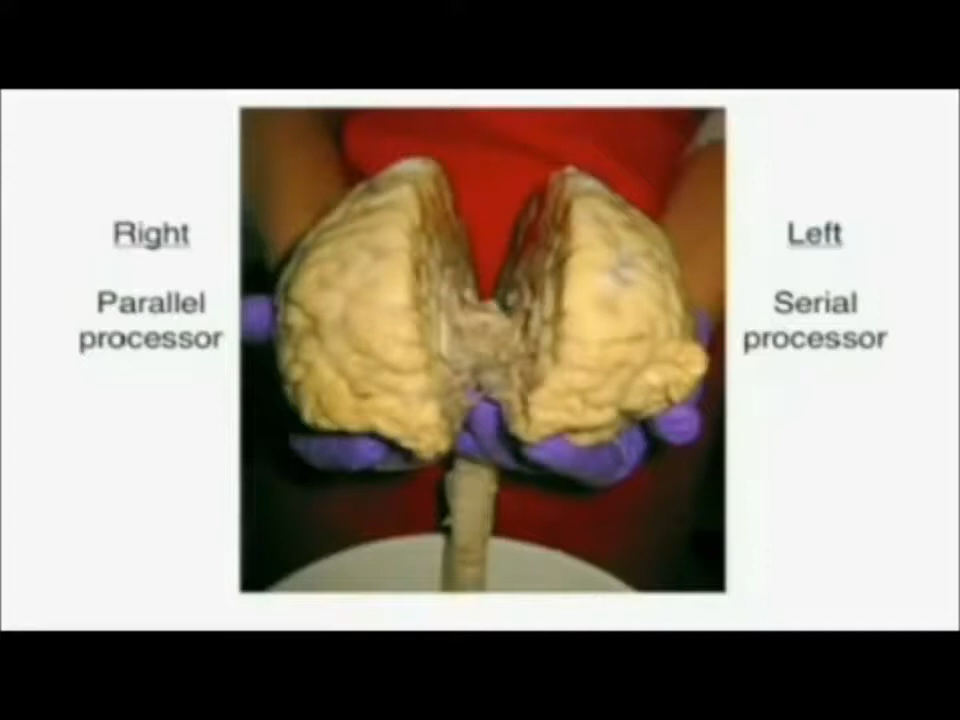 Right
Parallel
processor
Left
Serial
processor